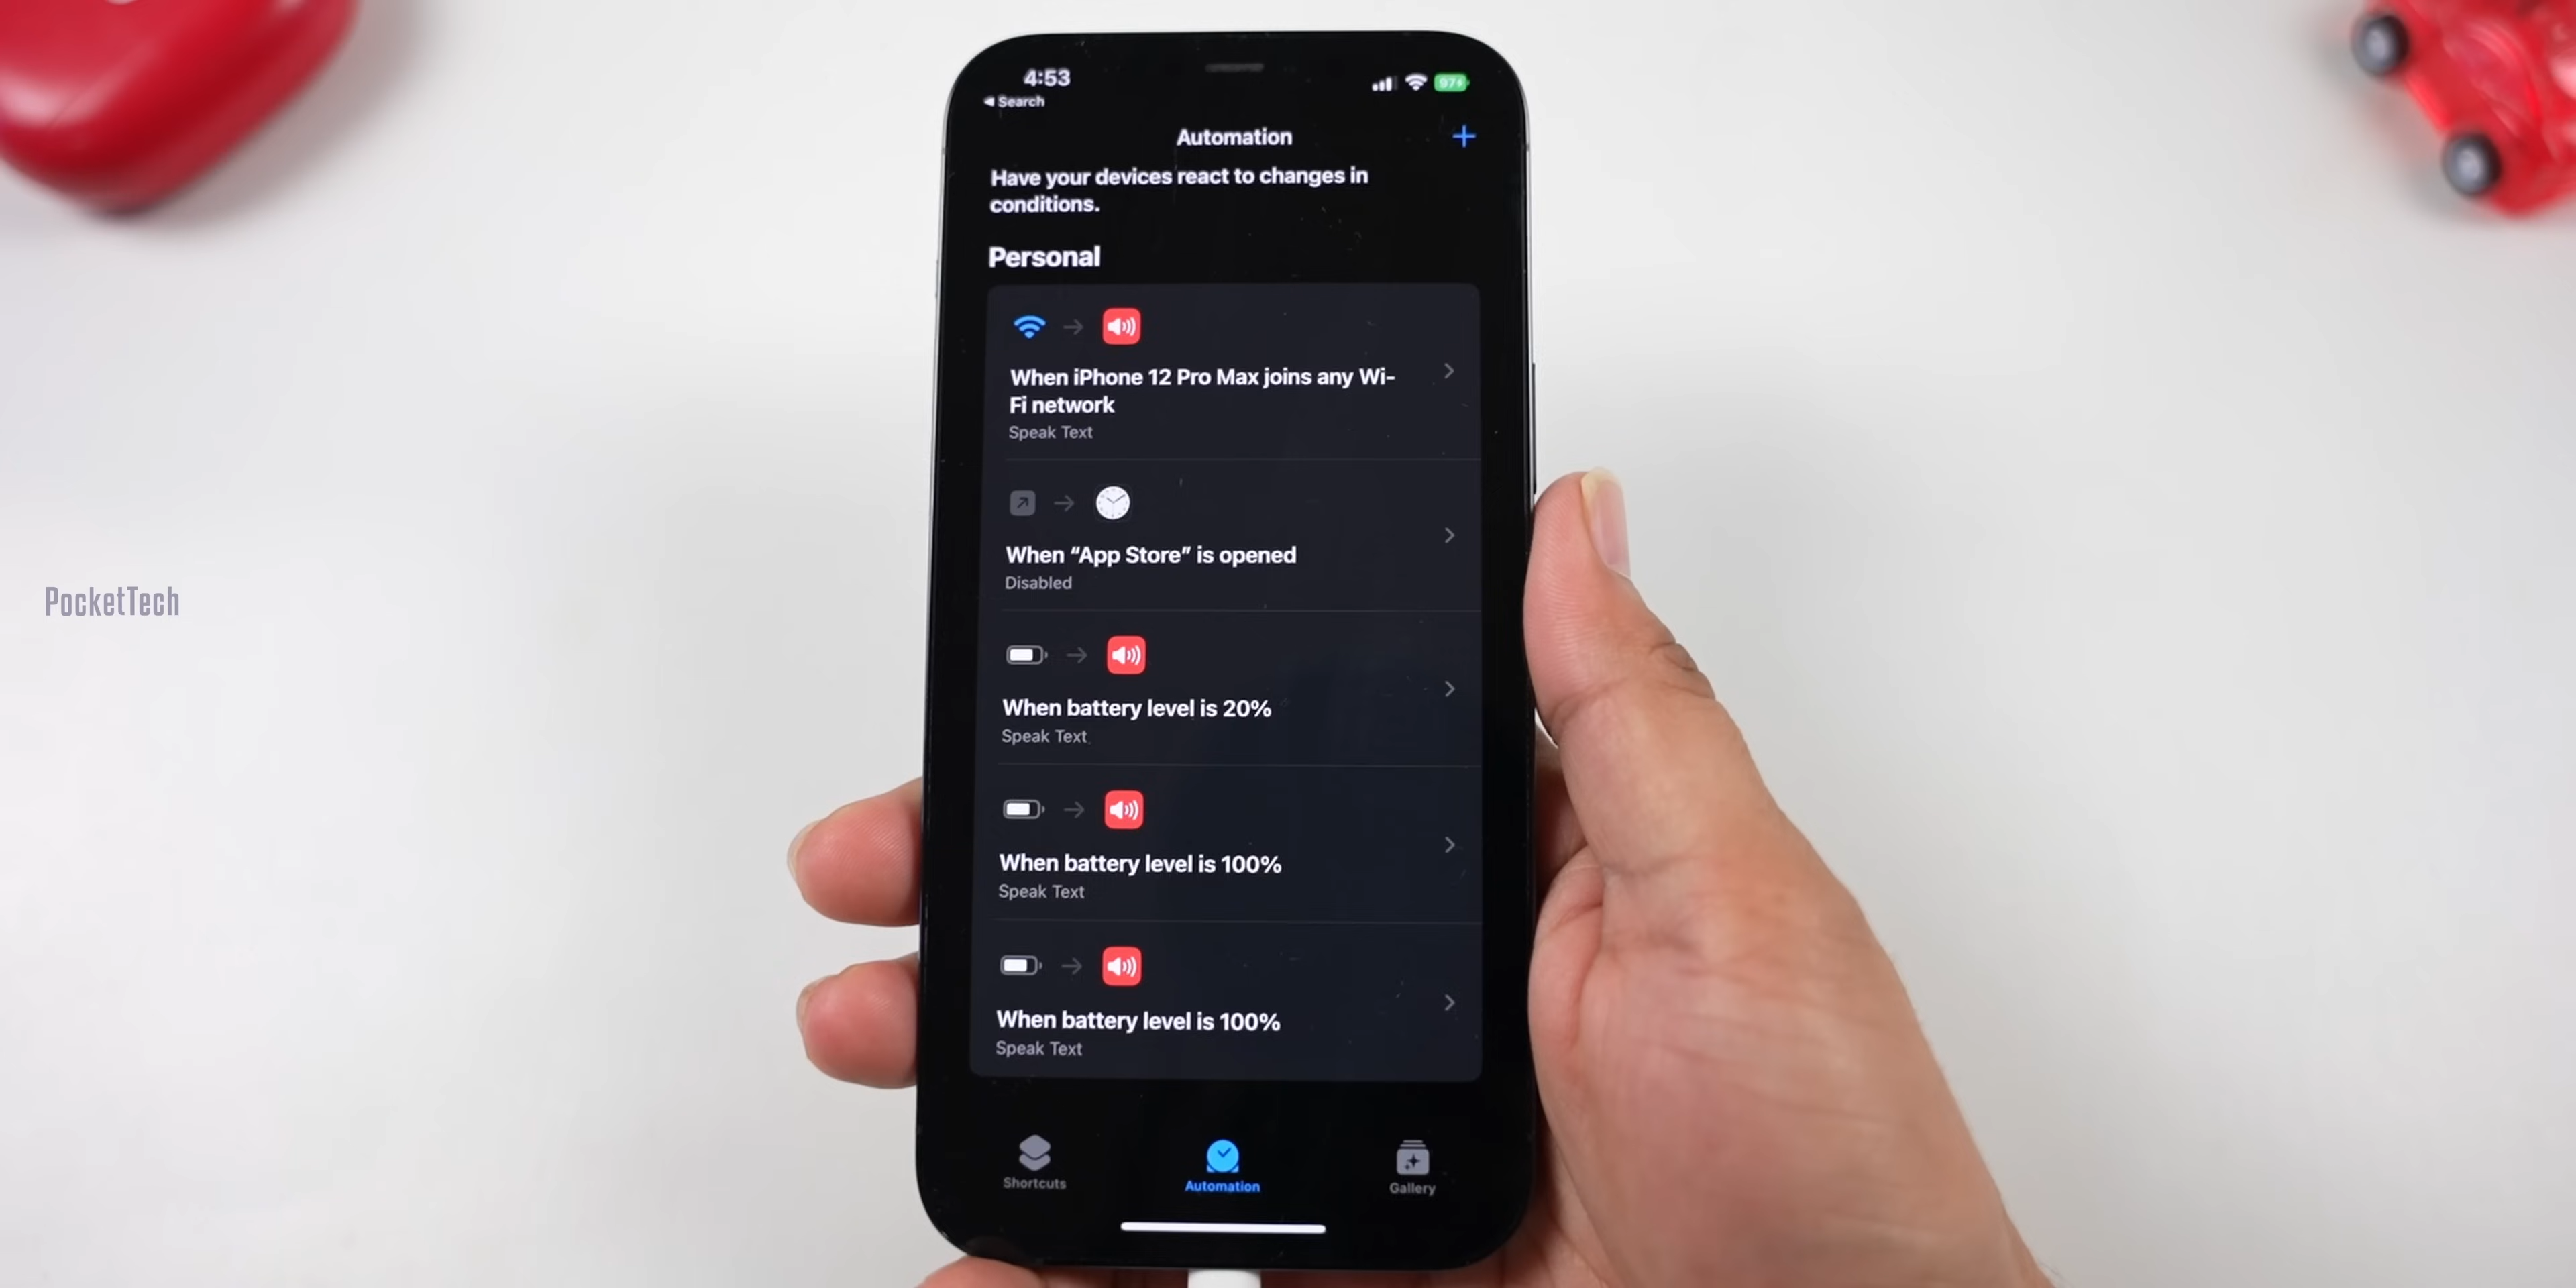 4:53
Search
97
Automation
Have your devices react to changes in
conditions.
Personal
When iPhone 12 Pro Max joins any Wi-
Fi network
Speak Text
When “App Store” is opened
Disabled
When battery level is 20%
Speak Text
When battery level is 100%
Speak Text
When battery level is 100%
Speak Text
Shortcuts
Automation
Gallery
PocketTech